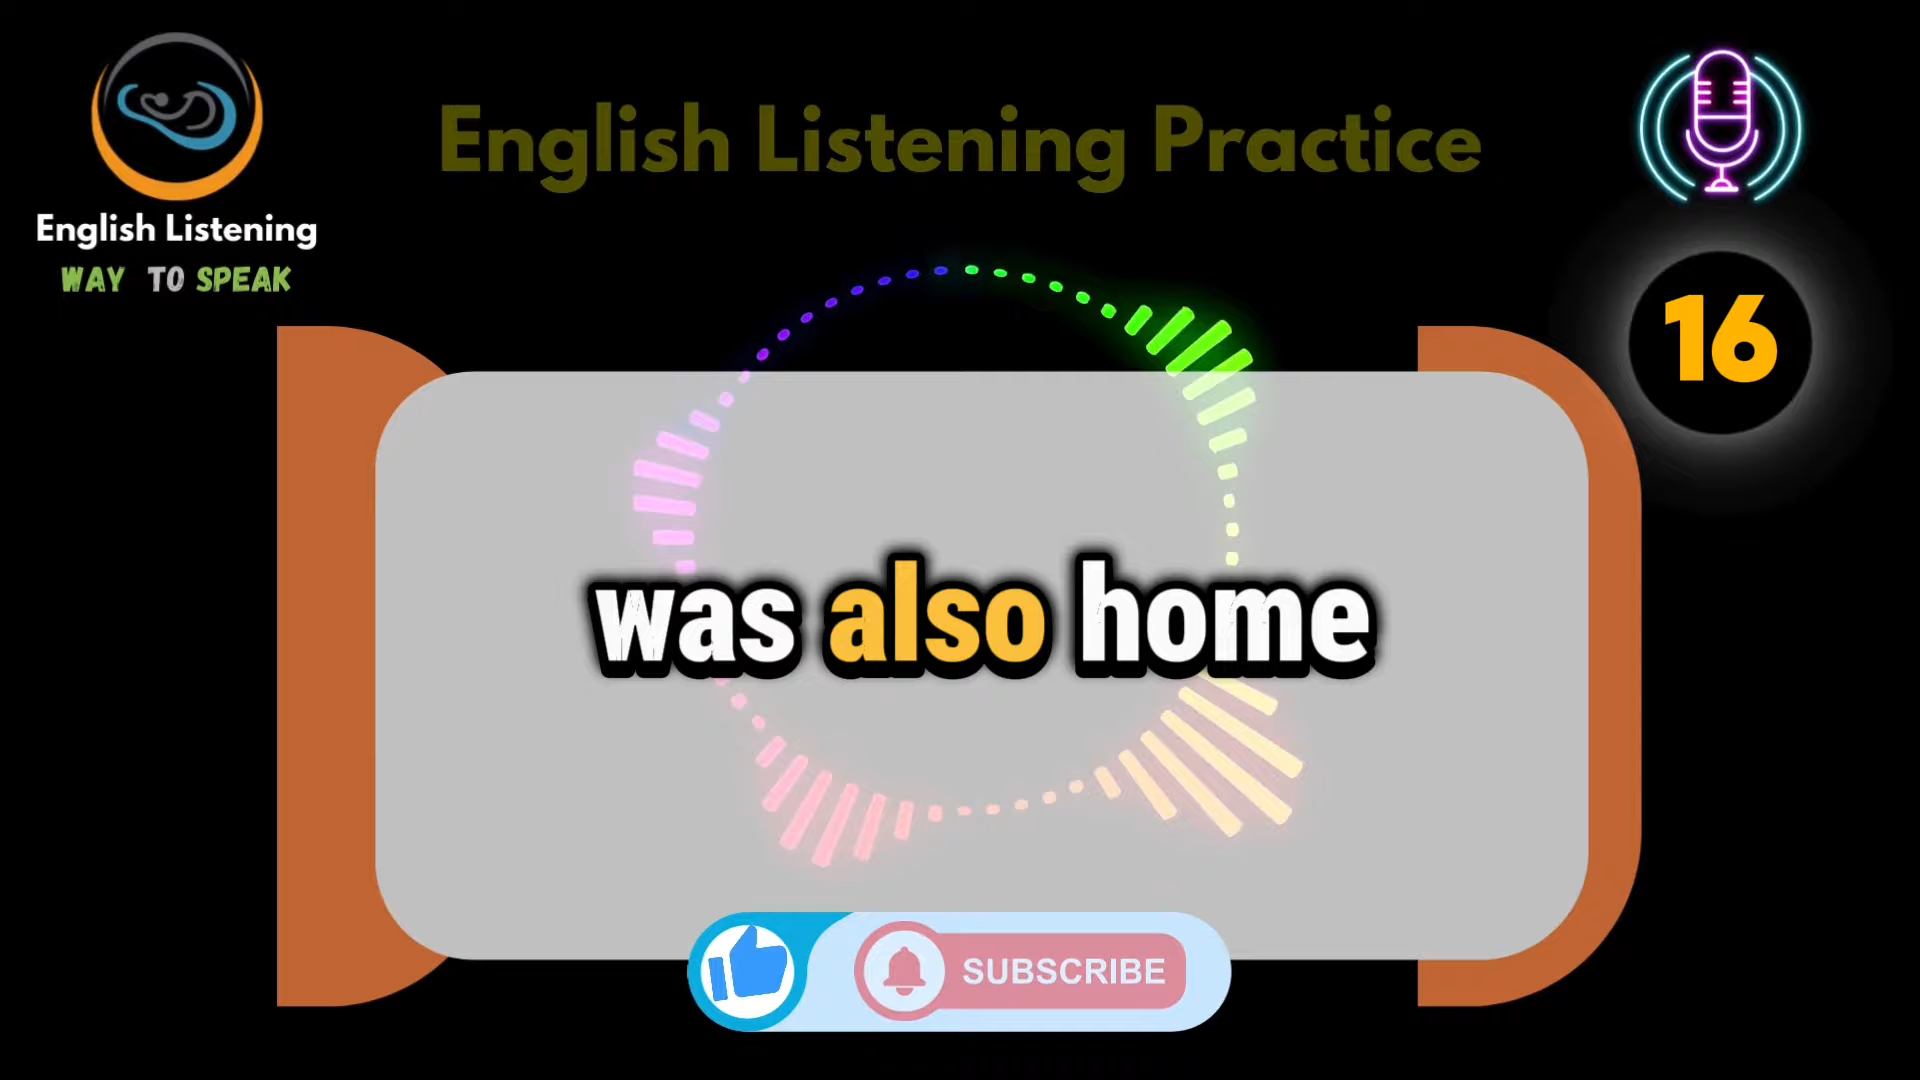 English Listening Practice
English Listening
WAY TO SPEAK
16
was also home
SUBSCRIBE